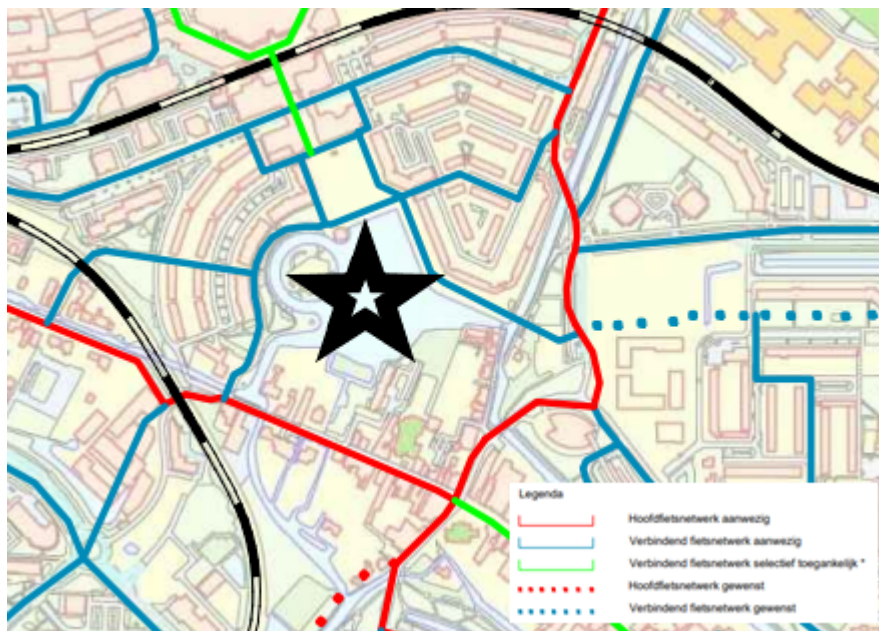 Legenda
Hoofdfietsnetwerk aanwezig
Verbindend fietsnetwerk aanwezig
Verbindend fietsnetwerk selectief toegankelijk *
Hoofdfietsnetwerk gewenst
Verbindend fietsnetwerk gewenst